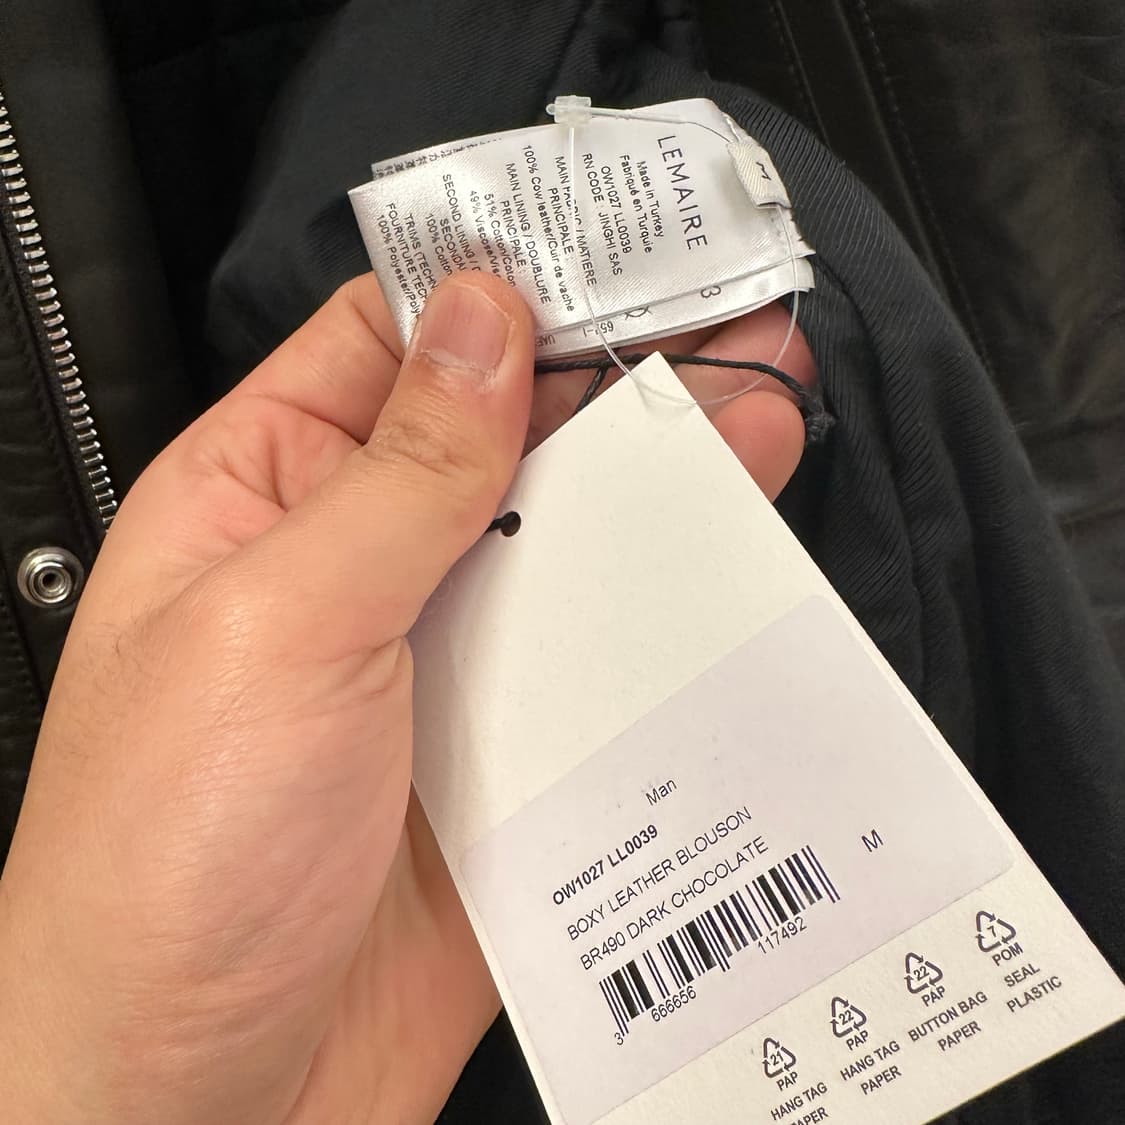 LEMAIRE
Made in Turkey
Fabriqué en Turquie
OW1027 LL0039
RN CODE : JINGHI SAS
MAIN / MATIERE
PRINCIPALE
100% Cow leather/Cuir de vache
MAIN LINING / DOUBLURE
PRINCIPALE
51% Cotton/Coton
49% Viscose
SECOND LINING /
100% Cotton
TRIMS
FOURNITURE
100% Polyester
M
3
Man
OW1027 LL0039
BOXY LEATHER BLOUSON
BR490 DARK CHOCOLATE
M
3 666656 117492
21
PAP
HANG TAG
PAPER
22
PAP
HANG TAG
PAPER
22
PAP
BUTTON BAG
PAPER
7
POM
SEAL
PLASTIC